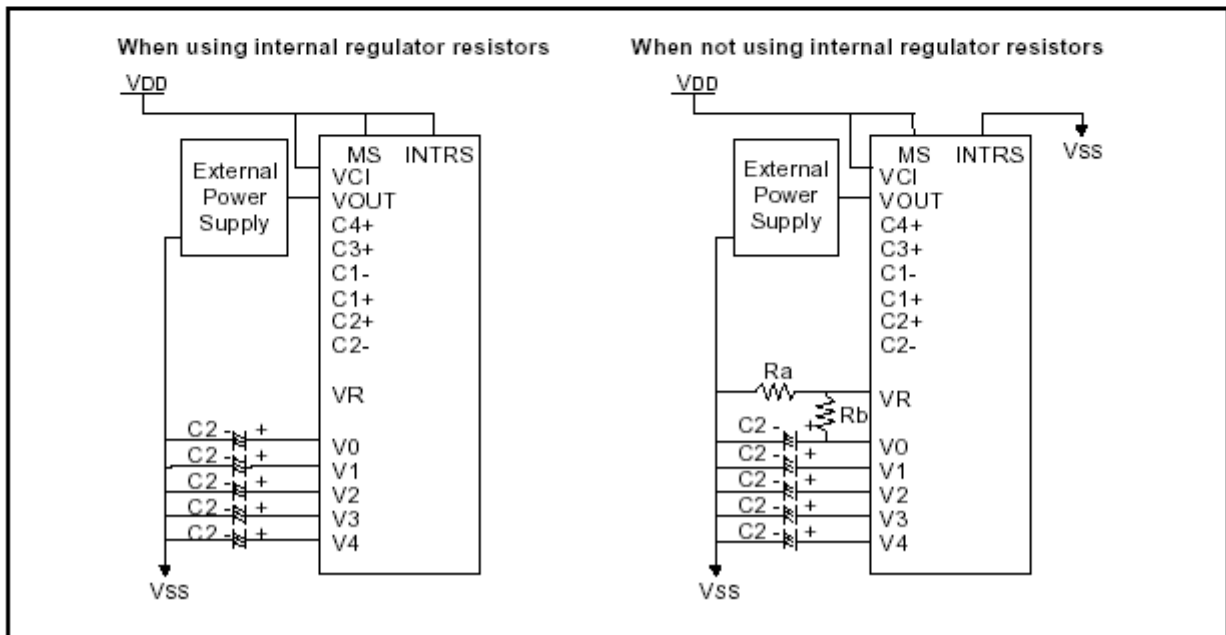 When using internal regulator resistors
VDD
External
Power
Supply
MS INTRS
VCI
VOUT
C4+
C3+
C1-
C1+
C2+
C2-
VR
C2 - + V0
C2 - + V1
C2 - + V2
C2 - + V3
C2 - + V4
VSS
When not using internal regulator resistors
VDD
External
Power
Supply
MS INTRS
VSS
VCI
VOUT
C4+
C3+
C1-
C1+
C2+
C2-
Ra
VR
Rb
C2 - + V0
C2 - V1
C2 - + V2
C2 - + V3
C2 - + V4
VSS